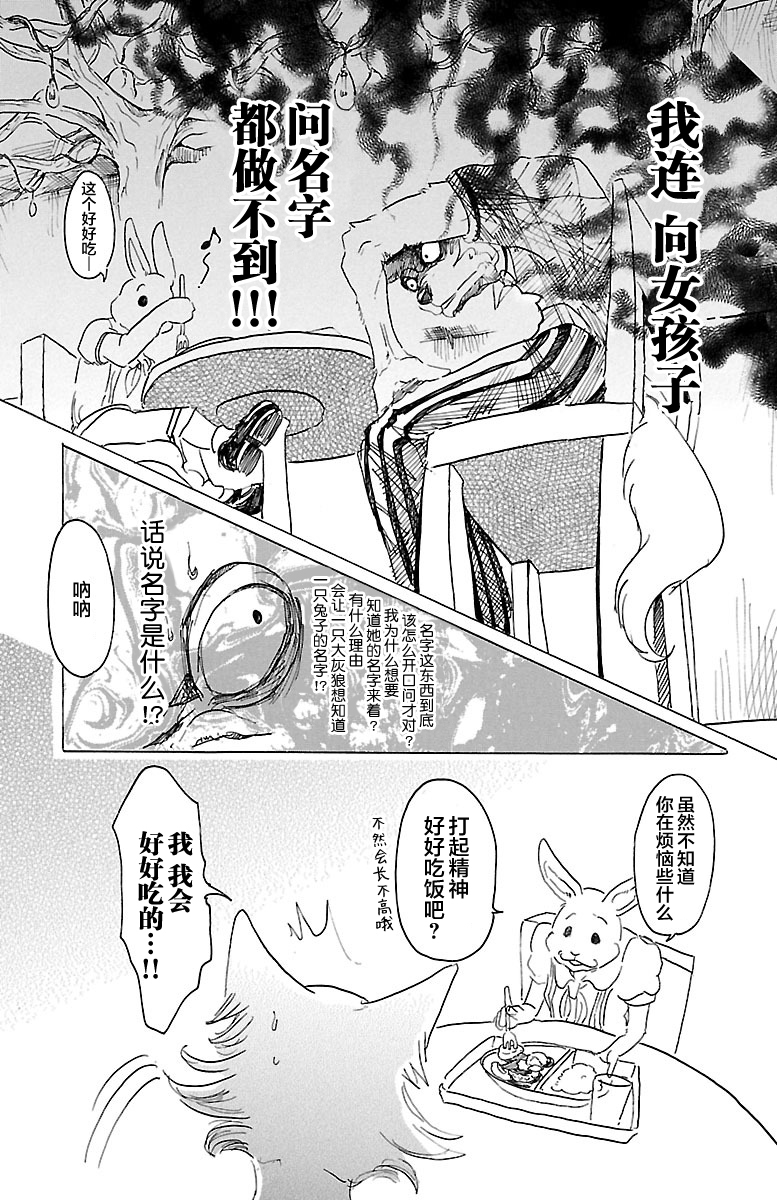 我连 向女孩子
问名字
都做不到!!!
这个好好吃—
名字这东西到底
该怎么开口问才对？
我为什么想要
知道她的名字来着？
有什么理由
会让一只大灰狼想知道
一只兔子的名字!?
话说名字是什么!?
呐呐
虽然不知道
你在烦恼些什么
打起精神
好好吃饭吧？
不然会长不高哦
我 我会
好好吃的…!!